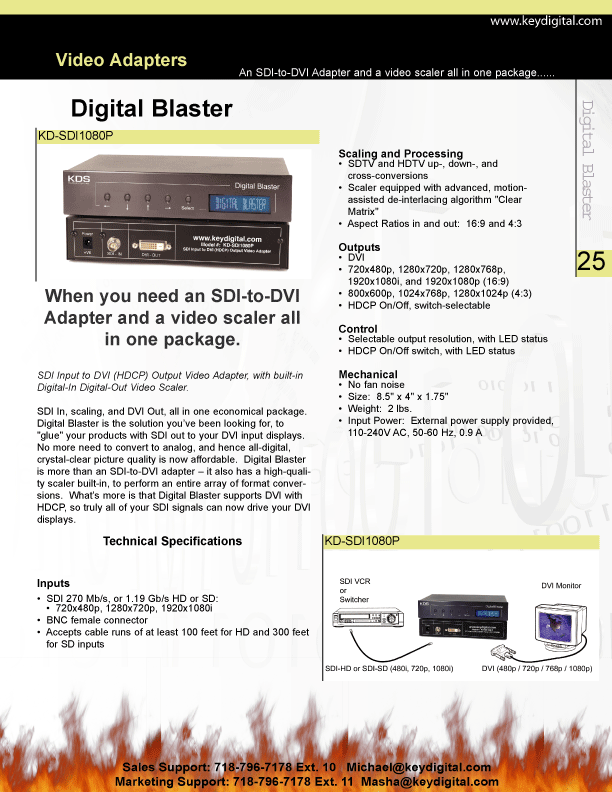 www.keydigital.com
Video Adapters
An SDI-to-DVI Adapter and a video scaler all in one package......
Digital Blaster
KD-SDI1080P
KDS
Digital Blaster
Select
DIGITAL BLASTER
POWER
+V6
SDI - IN
DVI - OUT
www.keydigital.com
Model #: KD-SDI1080P
SDI Input to DVI (HDCP) Output Video Adapter
When you need an SDI-to-DVI
Adapter and a video scaler all
in one package.
SDI Input to DVI (HDCP) Output Video Adapter, with built-in
Digital-In Digital-Out Video Scaler.
SDI In, scaling, and DVI Out, all in one economical package.
Digital Blaster is the solution you've been looking for, to
"glue" your products with SDI out to your DVI input displays.
No more need to convert to analog, and hence all-digital,
crystal-clear picture quality is now affordable.  Digital Blaster
is more than an SDI-to-DVI adapter – it also has a high-quali-
ty scaler built-in, to perform an entire array of format conver-
sions.  What's more is that Digital Blaster supports DVI with
HDCP, so truly all of your SDI signals can now drive your DVI
displays.
Technical Specifications
Inputs
• SDI 270 Mb/s, or 1.19 Gb/s HD or SD:
• 720x480p, 1280x720p, 1920x1080i
• BNC female connector
• Accepts cable runs of at least 100 feet for HD and 300 feet
for SD inputs
Scaling and Processing
• SDTV and HDTV up-, down-, and
cross-conversions
• Scaler equipped with advanced, motion-
assisted de-interlacing algorithm "Clear
Matrix"
• Aspect Ratios in and out:  16:9 and 4:3
Outputs
• DVI
• 720x480p, 1280x720p, 1280x768p,
1920x1080i, and 1920x1080p (16:9)
• 800x600p, 1024x768p, 1280x1024p (4:3)
• HDCP On/Off, switch-selectable
Control
• Selectable output resolution, with LED status
• HDCP On/Off switch, with LED status
Mechanical
• No fan noise
• Size:  8.5" x 4" x 1.75"
• Weight:  2 lbs.
• Input Power:  External power supply provided,
110-240V AC, 50-60 Hz, 0.9 A
Digital Blaster
25
KD-SDI1080P
SDI VCR
or
Switcher
KDS
DVI Monitor
SDI-HD or SDI-SD (480i, 720p, 1080i)
DVI (480p / 720p / 768p / 1080p)
Sales Support: 718-796-7178 Ext. 10   Michael@keydigital.com
Marketing Support: 718-796-7178 Ext. 11  Masha@keydigital.com